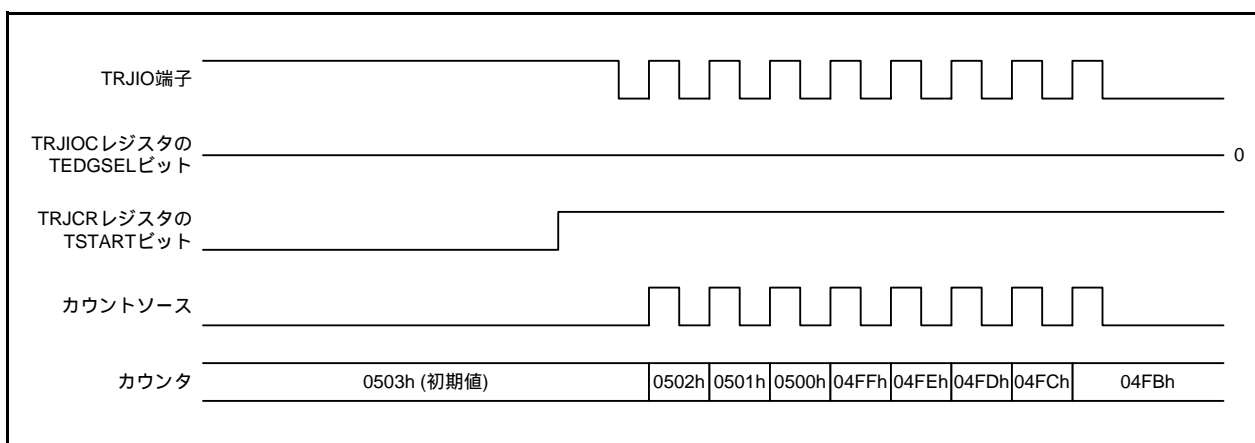 TRJIO端子
TRJIOCレジスタの
TEDGSELビット
0
TRJCRレジスタの
TSTARTビット
カウントソース
カウンタ
0503h (初期値)
0502h
0501h
0500h
04FFh
04FEh
04FDh
04FCh
04FBh